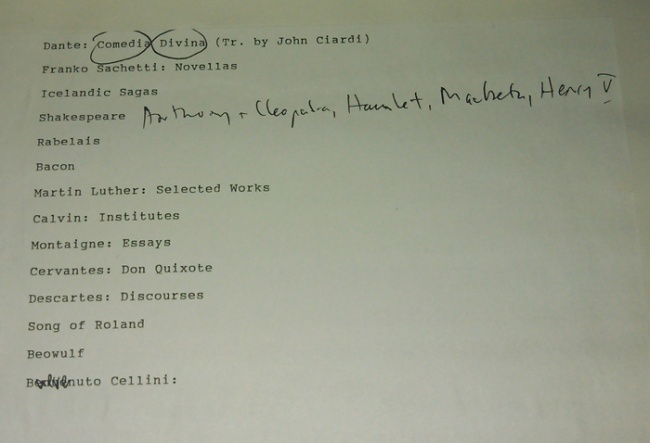 Dante: Comedia Divina (Tr. by John Ciardi)
Franko Sachetti: Novellas
Icelandic Sagas
Shakespeare Anthony + Cleopatra, Hamlet, Macbeth, Henry V
Rabelais
Bacon
Martin Luther: Selected Works
Calvin: Institutes
Montaigne: Essays
Cervantes: Don Quixote
Descartes: Discourses
Song of Roland
Beowulf
Benvenuto Cellini: